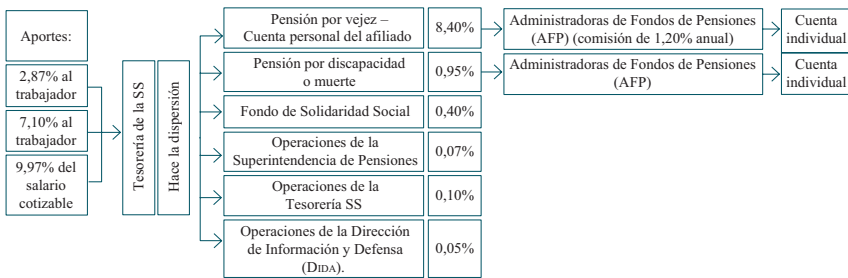 Aportes:
2,87% al
trabajador
7,10% al
trabajador
9,97% del
salario
cotizable
Tesorería de la SS
Hace la dispersión
Pensión por vejez –
Cuenta personal del afiliado
8,40%
Administradoras de Fondos de Pensiones
(AFP) (comisión de 1,20% anual)
Cuenta
individual
Pensión por discapacidad
o muerte
0,95%
Administradoras de Fondos de Pensiones
(AFP)
Cuenta
individual
Fondo de Solidaridad Social
0,40%
Operaciones de la
Superintendencia de Pensiones
0,07%
Operaciones de la
Tesorería SS
0,10%
Operaciones de la Dirección
de Información y Defensa
(DIDA).
0,05%